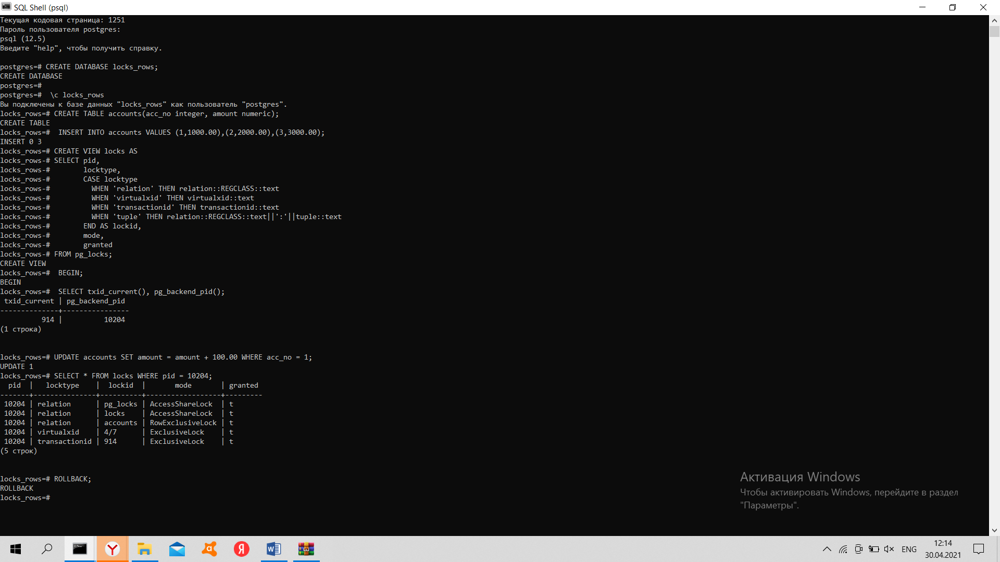 SQL Shell (psql)
Текущая кодовая страница: 1251
Пароль пользователя postgres:
psql (12.5)
Введите "help", чтобы получить справку.
postgres=# CREATE DATABASE locks_rows;
CREATE DATABASE
postgres=#
postgres=#  \c locks_rows
Вы подключены к базе данных "locks_rows" как пользователь "postgres".
locks_rows=# CREATE TABLE accounts(acc_no integer, amount numeric);
CREATE TABLE
locks_rows=#  INSERT INTO accounts VALUES (1,1000.00),(2,2000.00),(3,3000.00);
INSERT 0 3
locks_rows=# CREATE VIEW locks AS
locks_rows-# SELECT pid,
locks_rows-#        locktype,
locks_rows-#        CASE locktype
locks_rows-#          WHEN 'relation' THEN relation::REGCLASS::text
locks_rows-#          WHEN 'virtualxid' THEN virtualxid::text
locks_rows-#          WHEN 'transactionid' THEN transactionid::text
locks_rows-#          WHEN 'tuple' THEN relation::REGCLASS::text||':'||tuple::text
locks_rows-#        END AS lockid,
locks_rows-#        mode,
locks_rows-#        granted
locks_rows-# FROM pg_locks;
CREATE VIEW
locks_rows=#  BEGIN;
BEGIN
locks_rows=#  SELECT txid_current(), pg_backend_pid();
 txid_current | pg_backend_pid
--------------+----------------
          914 |          10204
(1 строка)
locks_rows=# UPDATE accounts SET amount = amount + 100.00 WHERE acc_no = 1;
UPDATE 1
locks_rows=# SELECT * FROM locks WHERE pid = 10204;
  pid  |   locktype    |  lockid  |       mode       | granted
-------+---------------+----------+------------------+---------
 10204 | relation      | pg_locks | AccessShareLock  | t
 10204 | relation      | locks    | AccessShareLock  | t
 10204 | relation      | accounts | RowExclusiveLock | t
 10204 | virtualxid    | 4/7      | ExclusiveLock    | t
 10204 | transactionid | 914      | ExclusiveLock    | t
(5 строк)
locks_rows=# ROLLBACK;
ROLLBACK
locks_rows=#
Активация Windows
Чтобы активировать Windows, перейдите в раздел
"Параметры".
ENG
12:14
30.04.2021